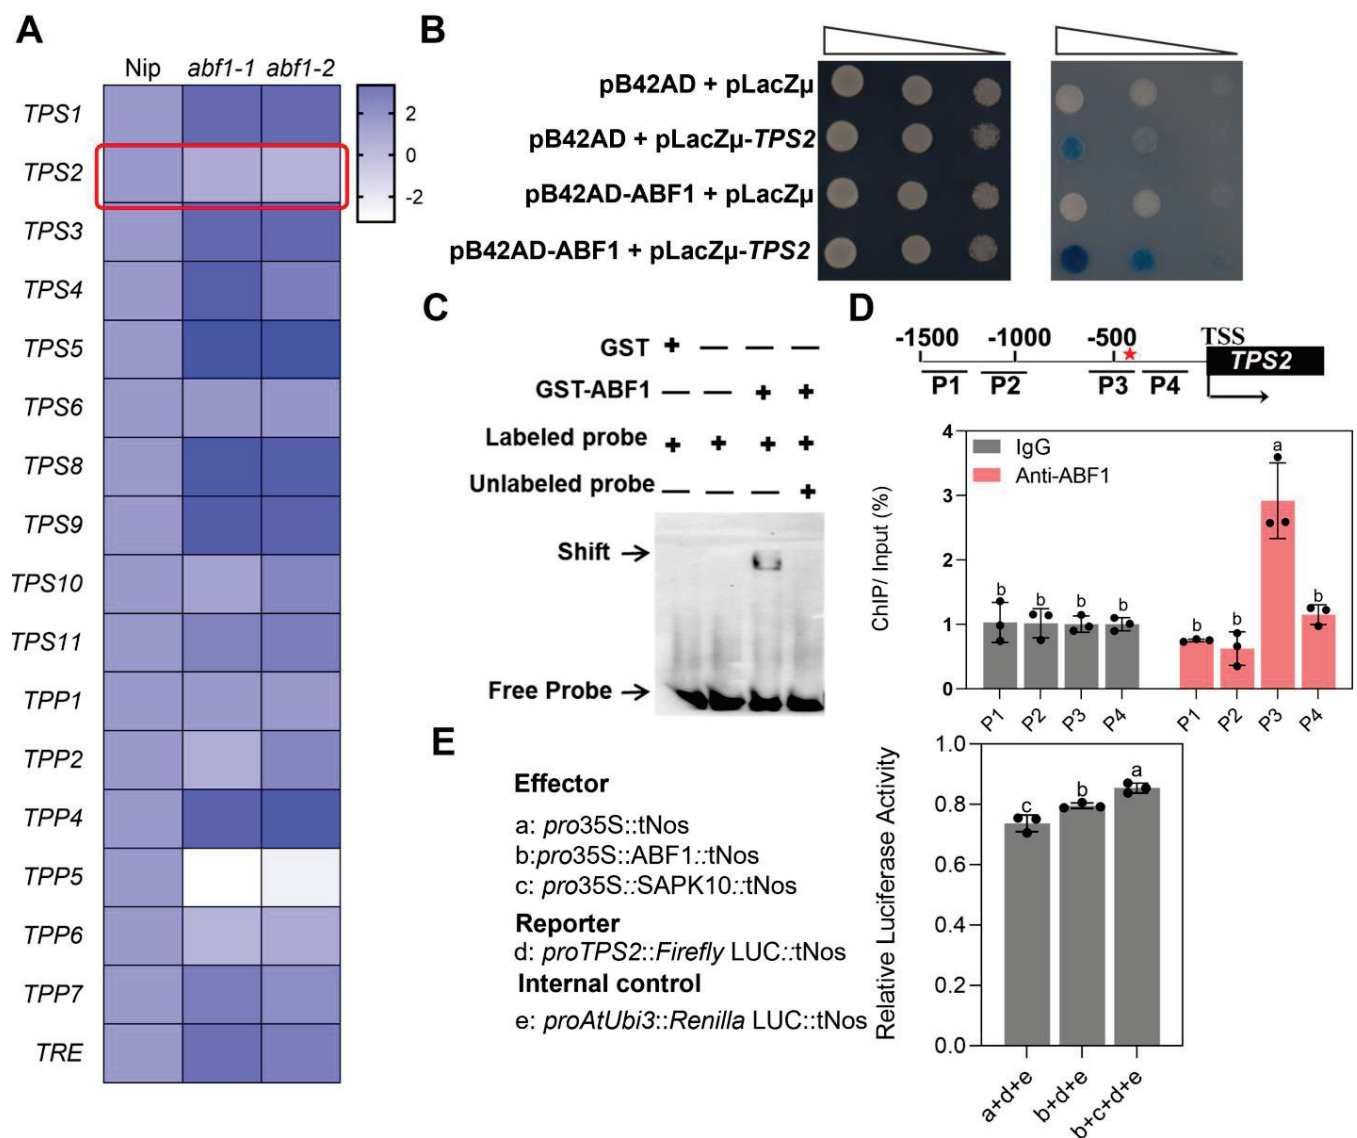 A
Nip abf1-1 abf1-2
TPS1
TPS2
TPS3
TPS4
TPS5
TPS6
TPS8
TPS9
TPS10
TPS11
TPP1
TPP2
TPP4
TPP5
TPP6
TPP7
TRE
2
0
-2
B
pB42AD + pLacZµ
pB42AD + pLacZµ-TPS2
pB42AD-ABF1 + pLacZµ
pB42AD-ABF1 + pLacZµ-TPS2
C
GST + — — —
GST-ABF1 — — + +
Labeled probe + + + +
Unlabeled probe — — — +
Shift
Free Probe
D
-1500 -1000 -500 TSS
TPS2
P1 P2 P3 P4
IgG
Anti-ABF1
ChIP/ Input (%)
4
3
2
1
0
b b b b b b a b
P1 P2 P3 P4 P1 P2 P3 P4
E
Effector
a: pro35S::tNos
b:pro35S::ABF1::tNos
c: pro35S::SAPK10::tNos
Reporter
d: proTPS2::Firefly LUC::tNos
Internal control
e: proAtUbi3::Renilla LUC::tNos
Relative Luciferase Activity
1.0
0.8
0.6
0.4
0.2
0.0
c b a
a+d+e b+d+e b+c+d+e